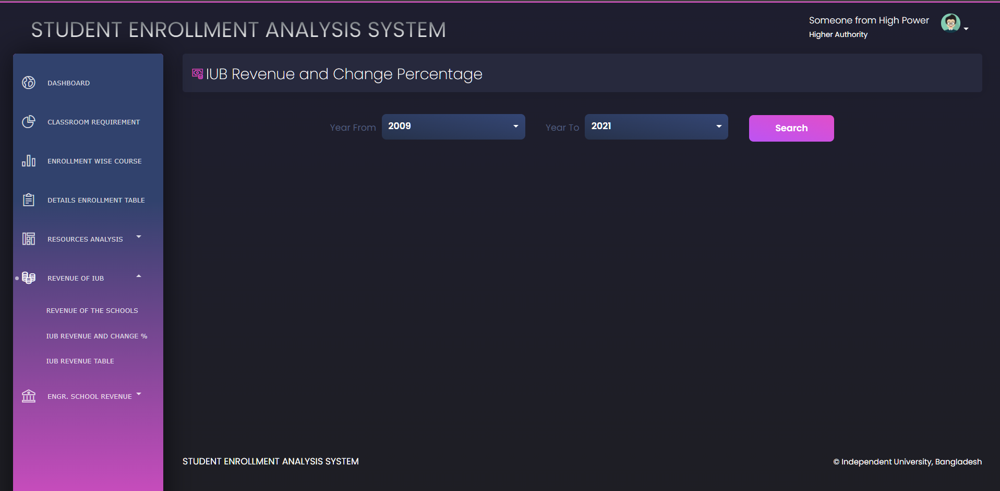 STUDENT ENROLLMENT ANALYSIS SYSTEM
Someone from High Power
Higher Authority
DASHBOARD
CLASSROOM REQUIREMENT
ENROLLMENT WISE COURSE
DETAILS ENROLLMENT TABLE
RESOURCES ANALYSIS
REVENUE OF IUB
REVENUE OF THE SCHOOLS
IUB REVENUE AND CHANGE %
IUB REVENUE TABLE
ENGR. SCHOOL REVENUE
IUB Revenue and Change Percentage
Year From 2009 Year To 2021 Search
STUDENT ENROLLMENT ANALYSIS SYSTEM
© Independent University, Bangladesh